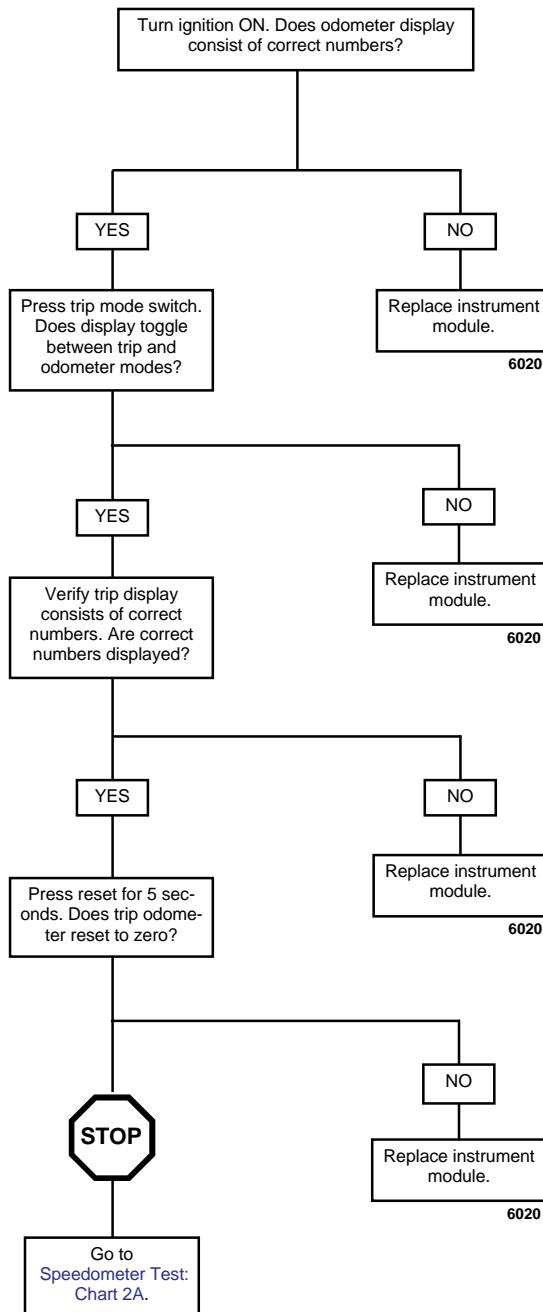 Turn ignition ON. Does odometer display
consist of correct numbers?
YES
NO
Press trip mode switch.
Does display toggle
between trip and
odometer modes?
Replace instrument
module.
6020
YES
NO
Verify trip display
consists of correct
numbers. Are correct
numbers displayed?
Replace instrument
module.
6020
YES
NO
Press reset for 5 sec-
onds. Does trip odome-
ter reset to zero?
Replace instrument
module.
6020
STOP
NO
Replace instrument
module.
6020
Go to
Speedometer Test:
Chart 2A.